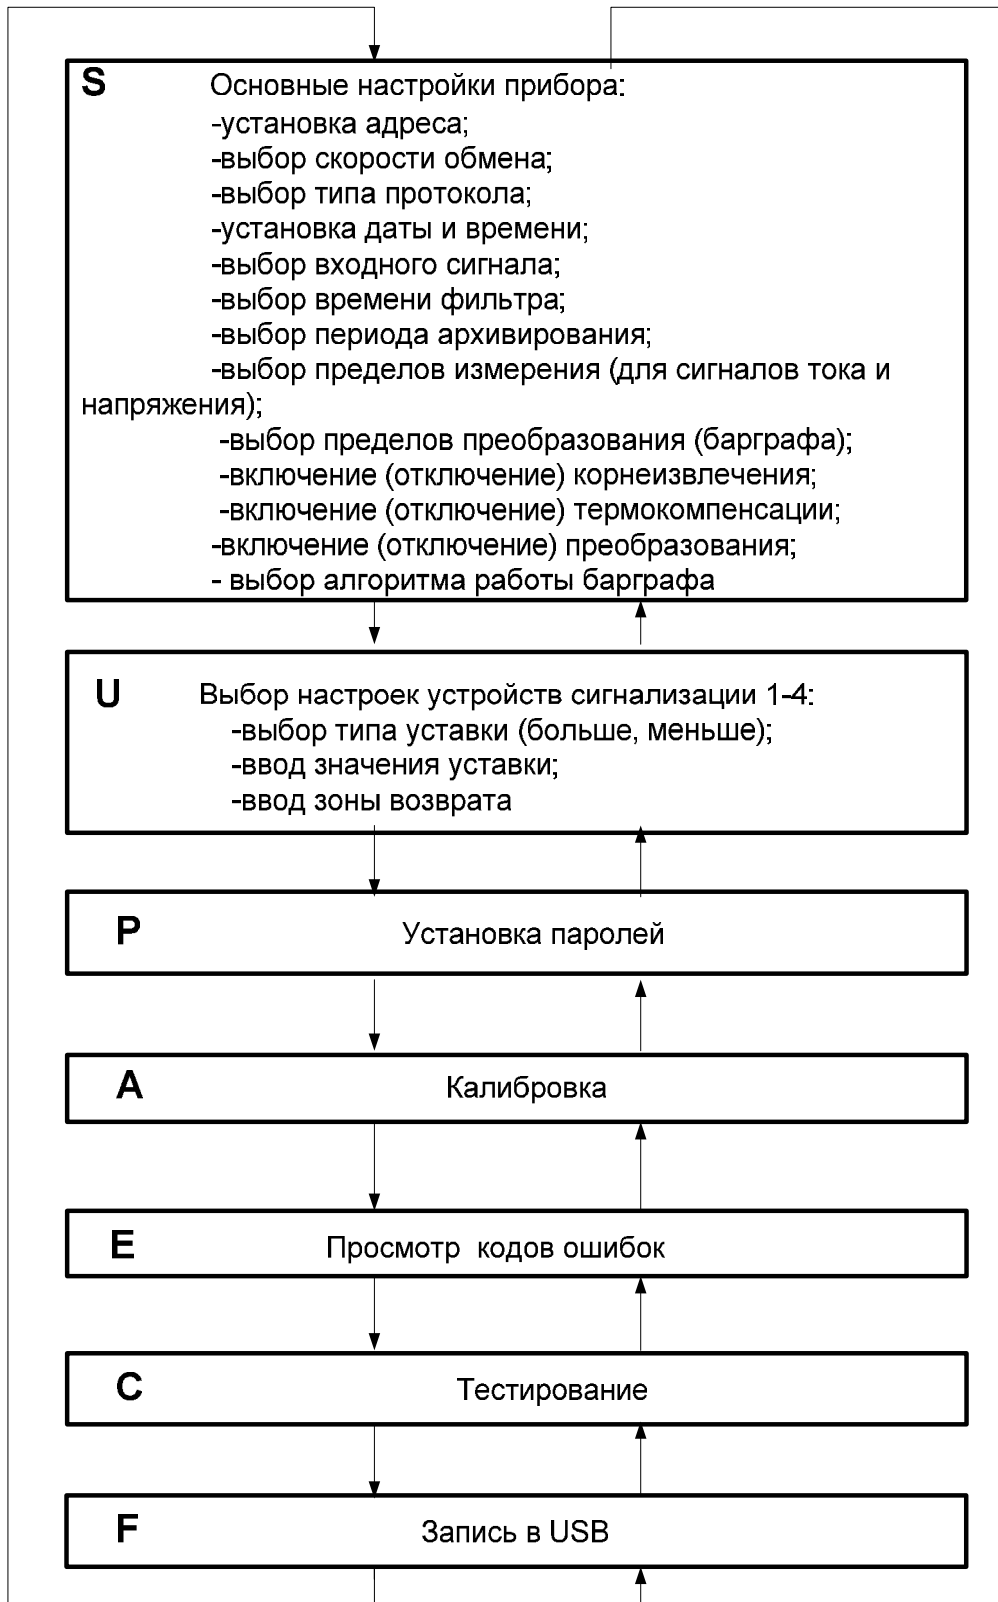 S Основные настройки прибора:
-установка адреса;
-выбор скорости обмена;
-выбор типа протокола;
-установка даты и времени;
-выбор входного сигнала;
-выбор времени фильтра;
-выбор периода архивирования;
-выбор пределов измерения (для сигналов тока и
напряжения);
-выбор пределов преобразования (барграфа);
-включение (отключение) корнеизвлечения;
-включение (отключение) термокомпенсации;
-включение (отключение) преобразования;
- выбор алгоритма работы барграфа
U Выбор настроек устройств сигнализации 1-4:
-выбор типа уставки (больше, меньше);
-ввод значения уставки;
-ввод зоны возврата
P Установка паролей
A Калибровка
E Просмотр кодов ошибок
C Тестирование
F Запись в USB